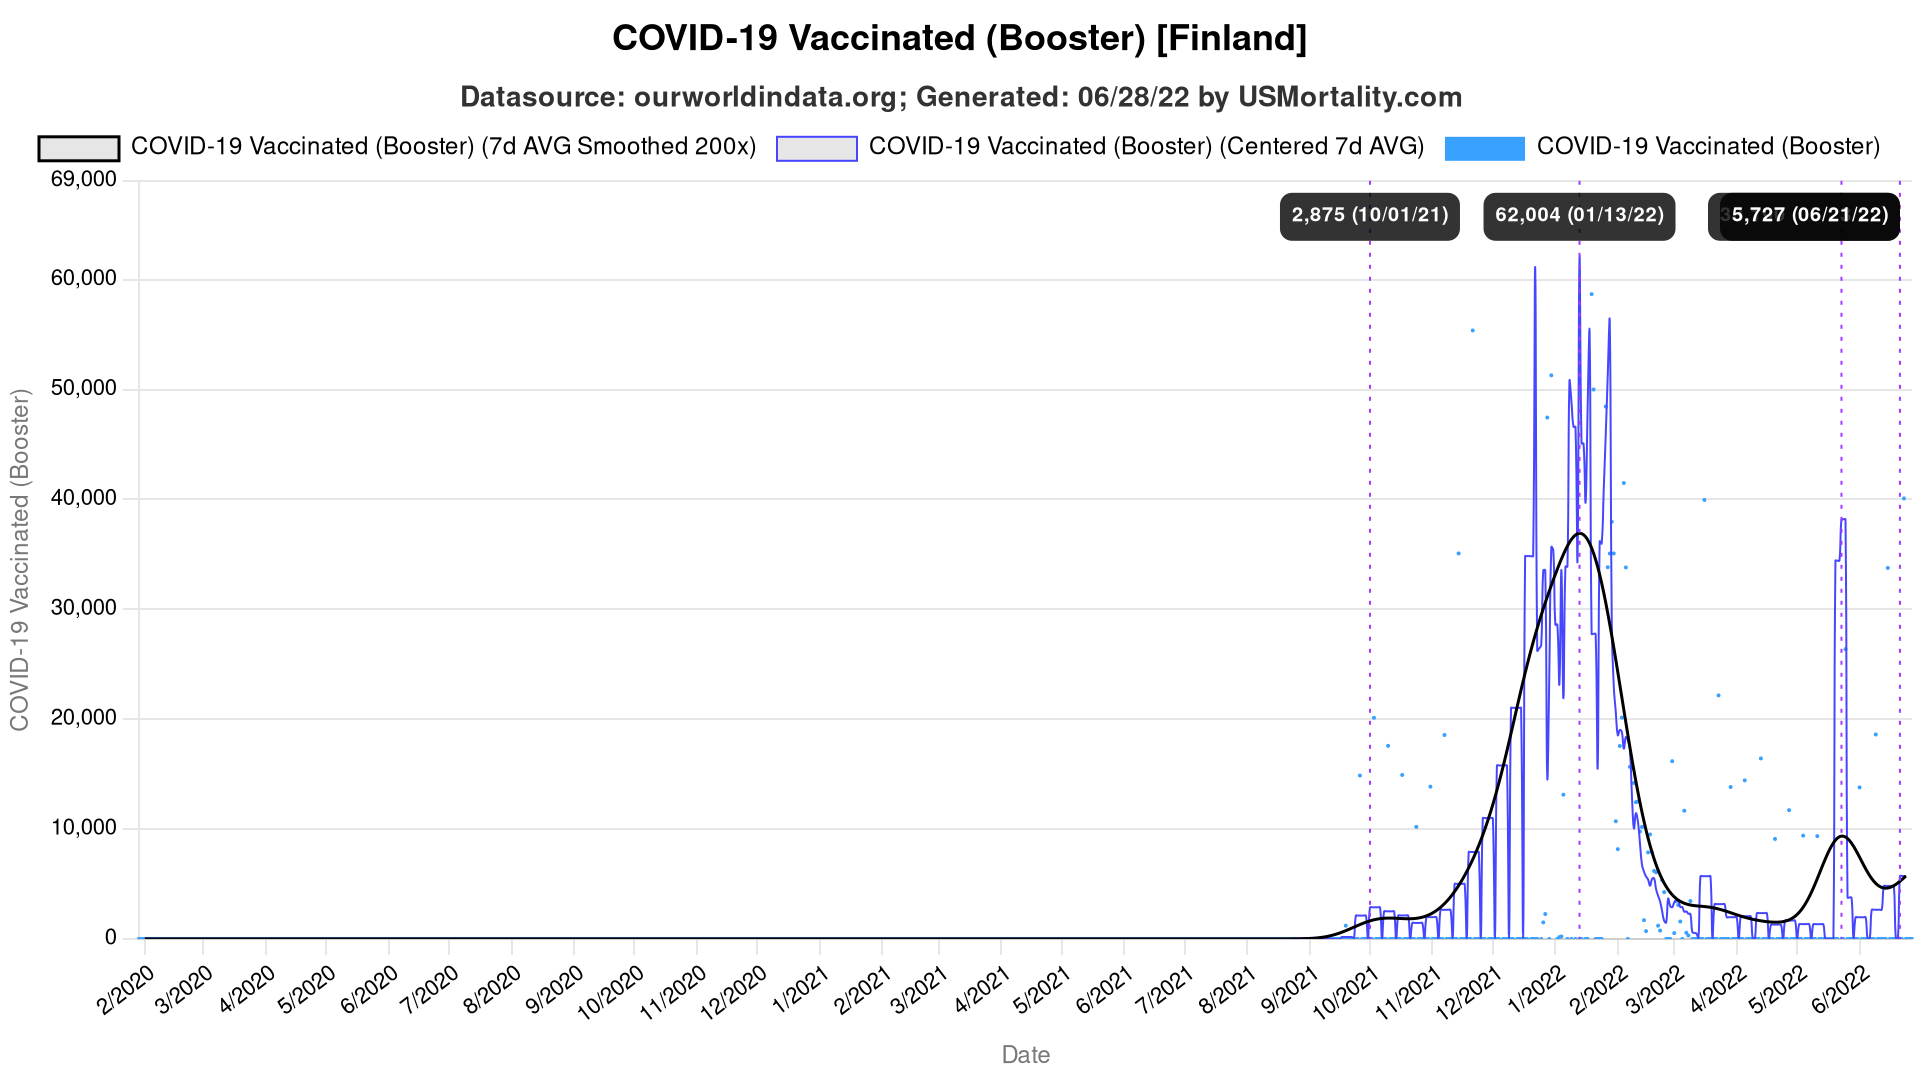 COVID-19 Vaccinated (Booster) [Finland]
Datasource: ourworldindata.org; Generated: 06/28/22 by USMortality.com
COVID-19 Vaccinated (Booster) (7d AVG Smoothed 200x) COVID-19 Vaccinated (Booster) (Centered 7d AVG) COVID-19 Vaccinated (Booster)
69,000
2,875 (10/01/21) 62,004 (01/13/22) 5,727 (06/21/22)
60,000
50,000
40,000
30,000
20,000
10,000
0
COVID-19 Vaccinated (Booster)
2/2020 3/2020 4/2020 5/2020 6/2020 7/2020 8/2020 9/2020 10/2020 11/2020 12/2020 1/2021 2/2021 3/2021 4/2021 5/2021 6/2021 7/2021 8/2021 9/2021 10/2021 11/2021 12/2021 1/2022 2/2022 3/2022 4/2022 5/2022 6/2022
Date